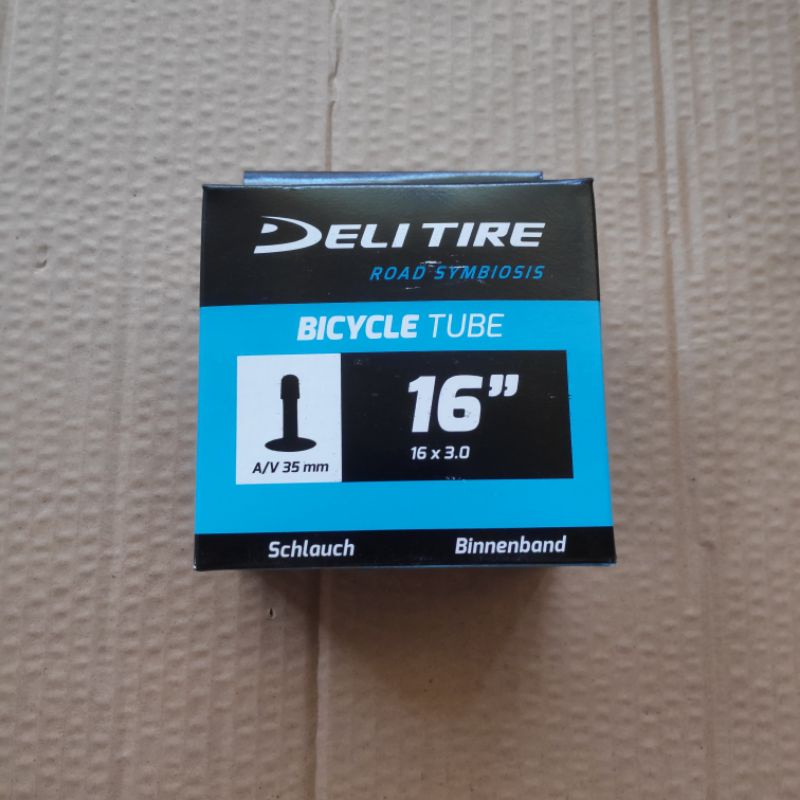 DELI TIRE
ROAD SYMBIOSIS
BICYCLE TUBE
16”
16 x 3.0
A/V 35 mm
Schlauch Binnenband